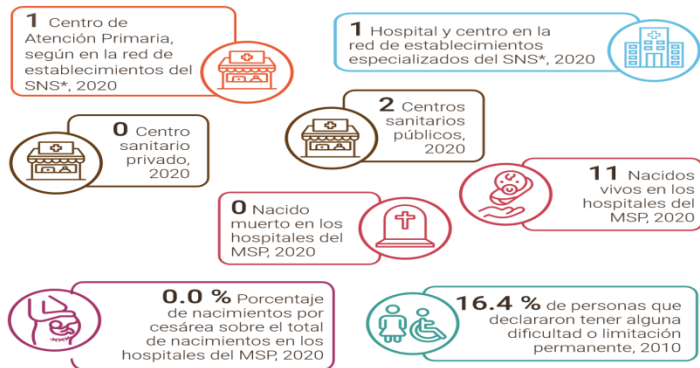 1 Centro de
Atención Primaria,
según en la red de
establecimientos del
SNS*, 2020
1 Hospital y centro en la
red de establecimientos
especializados del SNS*, 2020
0 Centro
sanitario
privado,
2020
2 Centros
sanitarios
públicos,
2020
11 Nacidos
vivos en los
hospitales del
MSP, 2020
0 Nacido
muerto en los
hospitales del
MSP, 2020
0.0 % Porcentaje
de nacimientos por
cesárea sobre el total
de nacimientos en los
hospitales del MSP, 2020
16.4 % de personas que
declararon tener alguna
dificultad o limitación
permanente, 2010